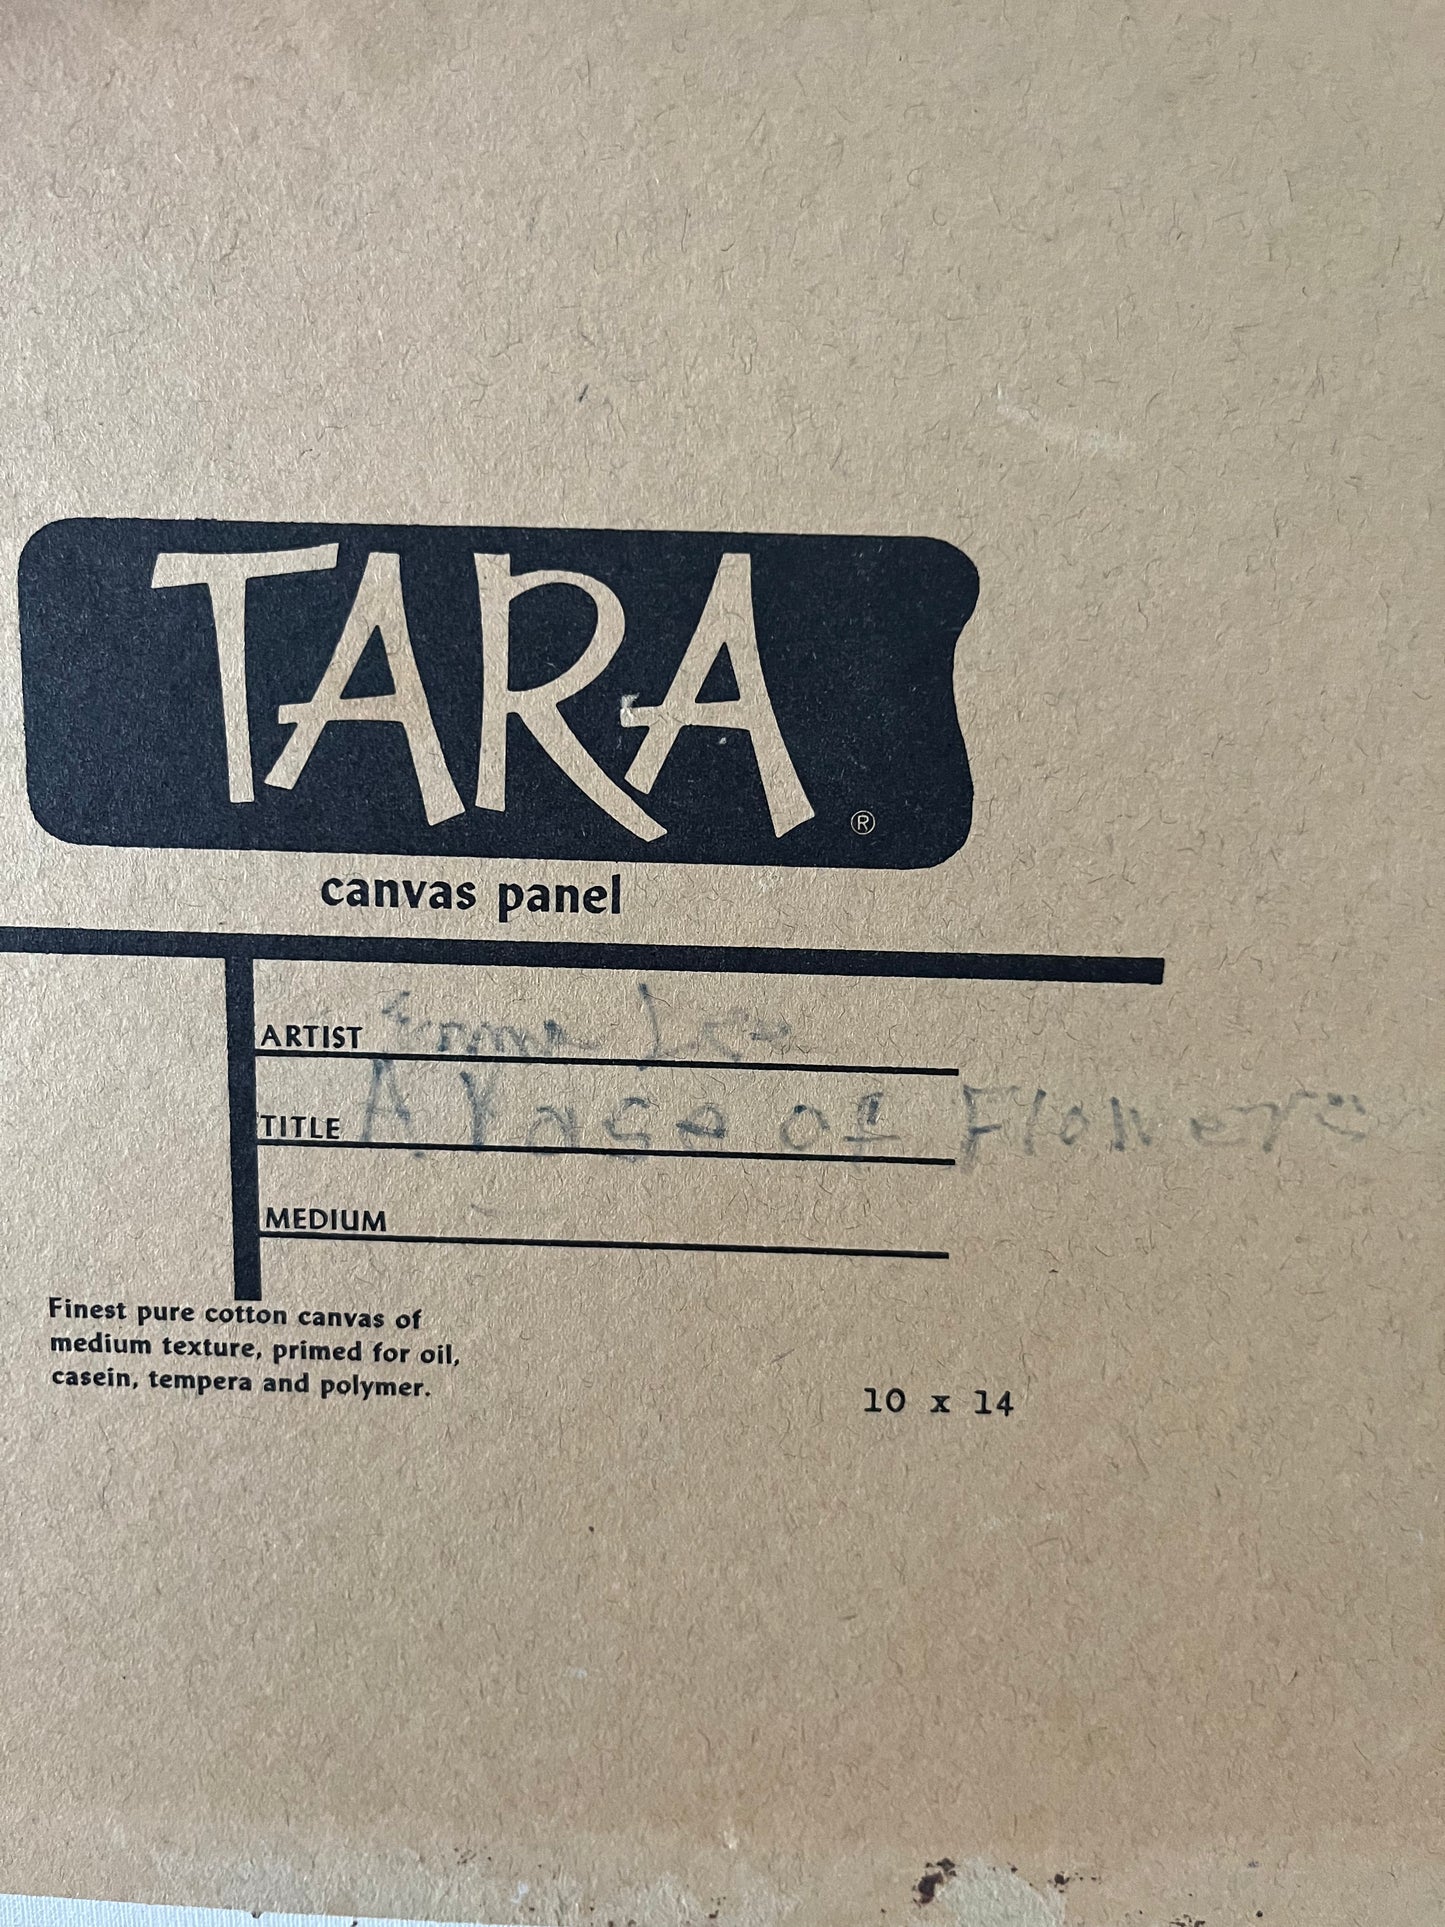 TARA ®
canvas panel
ARTIST
TITLE A Vase of Flowers
MEDIUM
Finest pure cotton canvas of
medium texture, primed for oil,
casein, tempera and polymer.
10 x 14